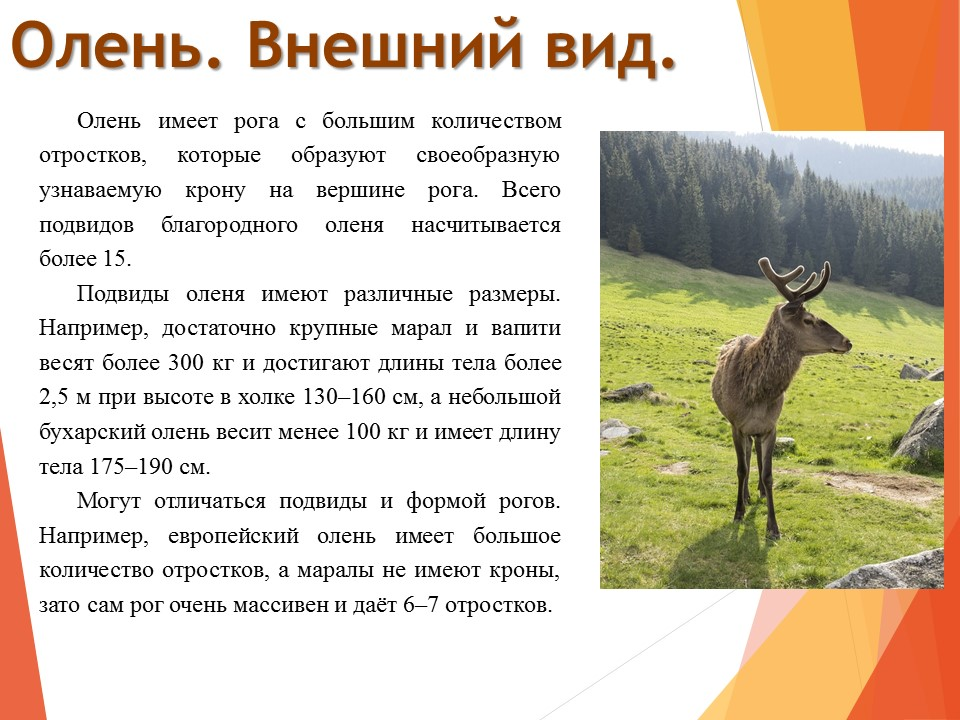 Олень. Внешний вид.
Олень имеет рога с большим количеством
отростков, которые образуют своеобразную
узнаваемую крону на вершине рога. Всего
подвидов благородного оленя насчитывается
более 15.
Подвиды оленя имеют различные размеры.
Например, достаточно крупные марал и вапити
весят более 300 кг и достигают длины тела более
2,5 м при высоте в холке 130–160 см, а небольшой
бухарский олень весит менее 100 кг и имеет длину
тела 175–190 см.
Могут отличаться подвиды и формой рогов.
Например, европейский олень имеет большое
количество отростков, а маралы не имеют кроны,
зато сам рог очень массивен и даёт 6–7 отростков.